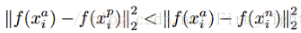 ‖f(x_i^a) − f(x_i^p)‖_2^2 < ‖f(x_i^a) − f(x_i^n)‖_2^2